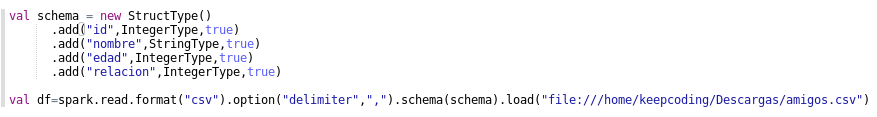 val schema = new StructType()
.add("id",IntegerType,true)
.add("nombre",StringType,true)
.add("edad",IntegerType,true)
.add("relacion",IntegerType,true)
val df=spark.read.format("csv").option("delimiter",",").schema(schema).load("file:///home/keepcoding/Descargas/amigos.csv")